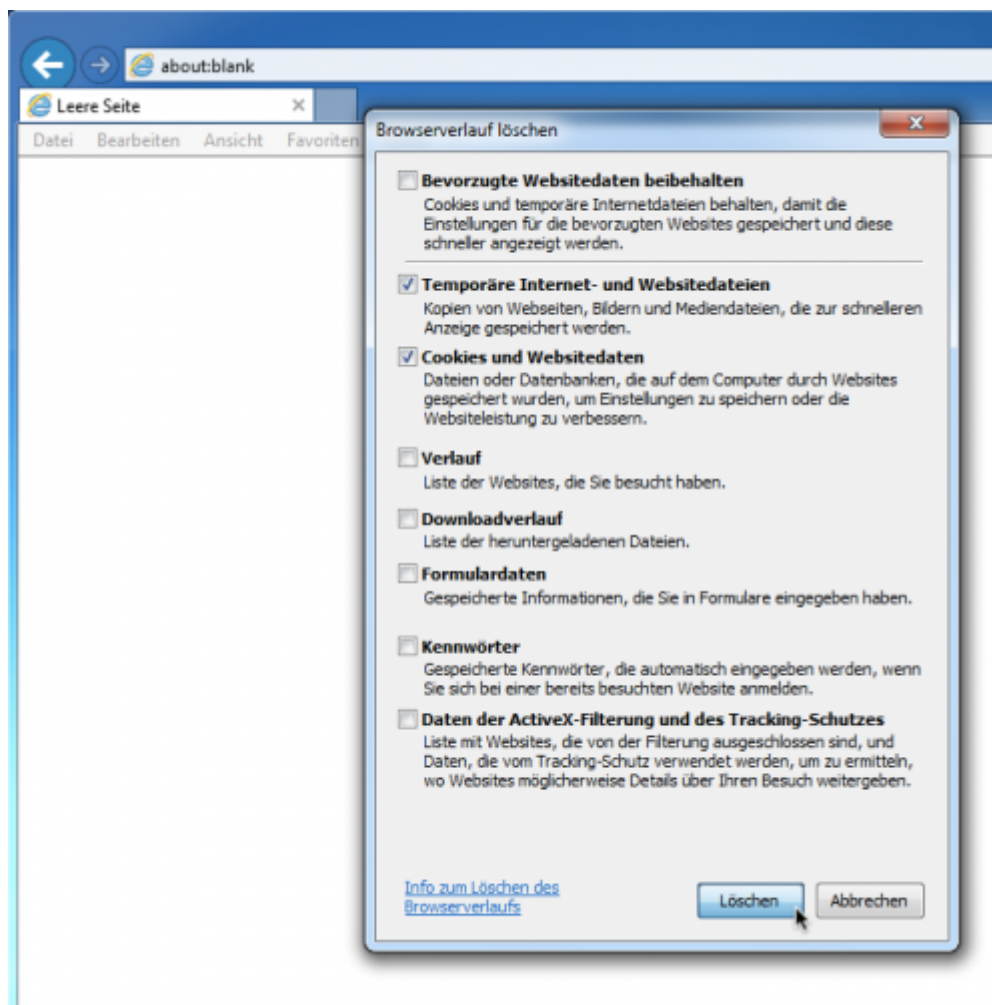 about:blank
Leere Seite
Datei Bearbeiten Ansicht Favoriten
Browserverlauf löschen
Bevorzugte Websitedaten beibehalten
Cookies und temporäre Internetdateien behalten, damit die
Einstellungen für die bevorzugten Websites gespeichert und diese
schneller angezeigt werden.
Temporäre Internet- und Websitedateien
Kopien von Webseiten, Bildern und Mediendateien, die zur schnelleren
Anzeige gespeichert werden.
Cookies und Websitedaten
Dateien oder Datenbanken, die auf dem Computer durch Websites
gespeichert wurden, um Einstellungen zu speichern oder die
Websiteleistung zu verbessern.
Verlauf
Liste der Websites, die Sie besucht haben.
Downloadverlauf
Liste der heruntergeladenen Dateien.
Formulardaten
Gespeicherte Informationen, die Sie in Formulare eingegeben haben.
Kennwörter
Gespeicherte Kennwörter, die automatisch eingegeben werden, wenn
Sie sich bei einer bereits besuchten Website anmelden.
Daten der ActiveX-Filterung und des Tracking-Schutzes
Liste mit Websites, die von der Filterung ausgeschlossen sind, und
Daten, die vom Tracking-Schutz verwendet werden, um zu ermitteln,
wo Websites möglicherweise Details über Ihren Besuch weitergeben.
Info zum Löschen des
Browserverlaufs
Löschen
Abbrechen